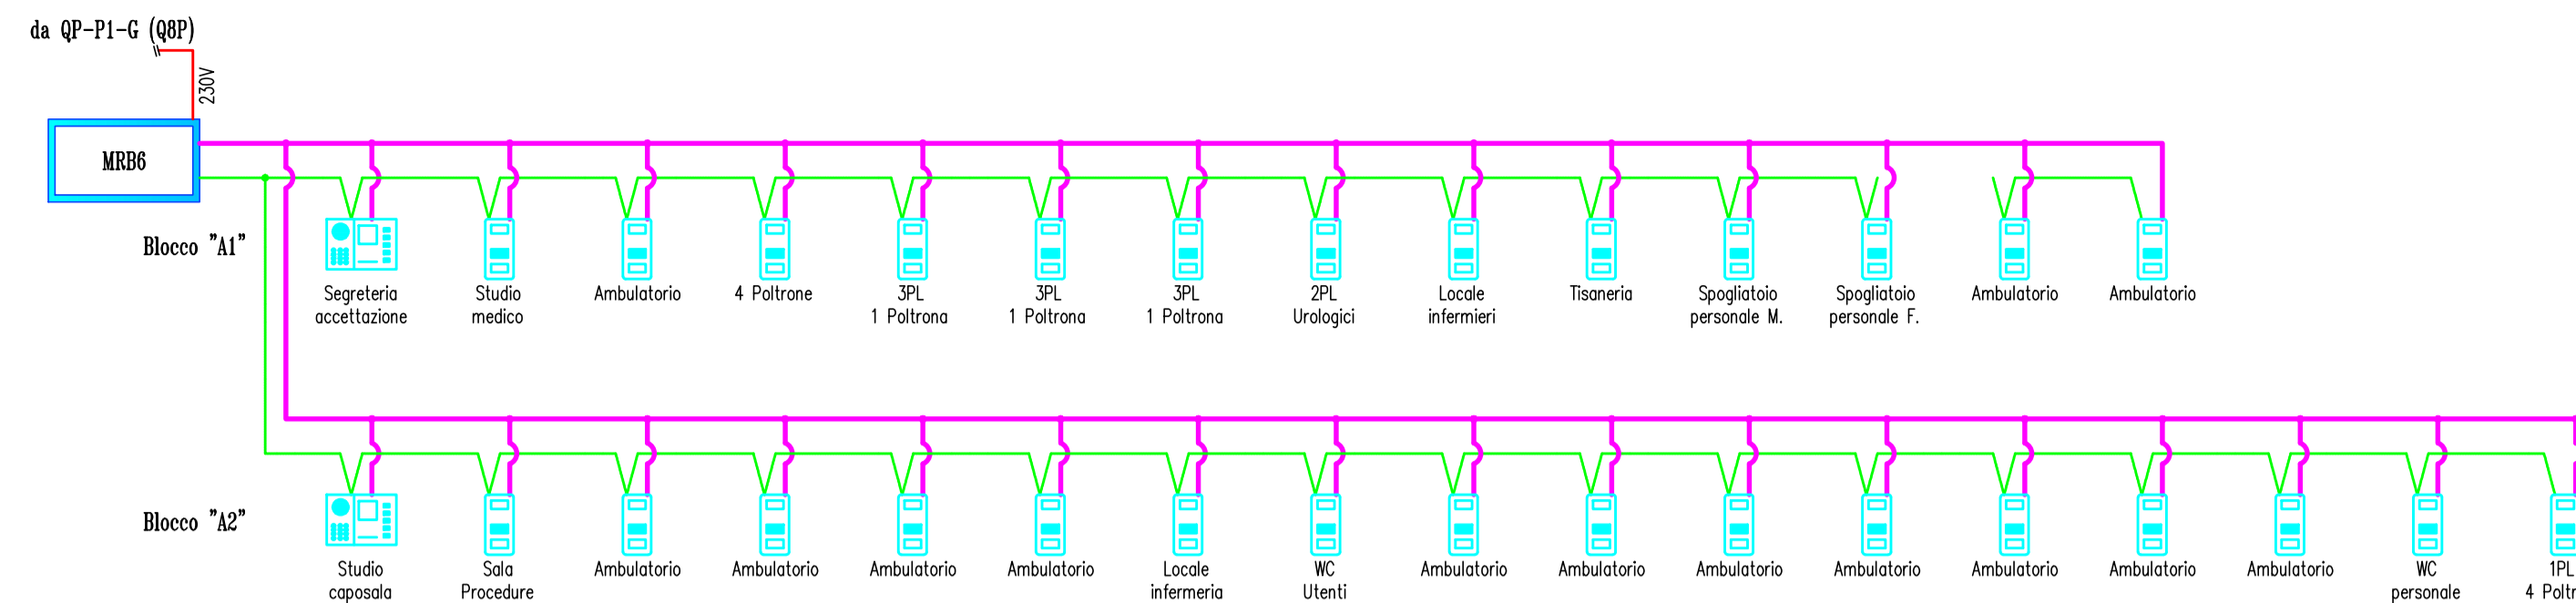 da QP-P1-G (Q8P)
230V
MRB6
Blocco "A1"
Segreteria
accettazione
Studio
medico
Ambulatorio
4 Poltrone
3PL
1 Poltrona
3PL
1 Poltrona
3PL
1 Poltrona
2PL
Urologici
Locale
infermieri
Tisaneria
Spogliatoio
personale M.
Spogliatoio
personale F.
Ambulatorio
Ambulatorio
Blocco "A2"
Studio
caposala
Sala
Procedure
Ambulatorio
Ambulatorio
Ambulatorio
Ambulatorio
Locale
infermeria
WC
Utenti
Ambulatorio
Ambulatorio
Ambulatorio
Ambulatorio
Ambulatorio
Ambulatorio
Ambulatorio
WC
personale
1PL
4